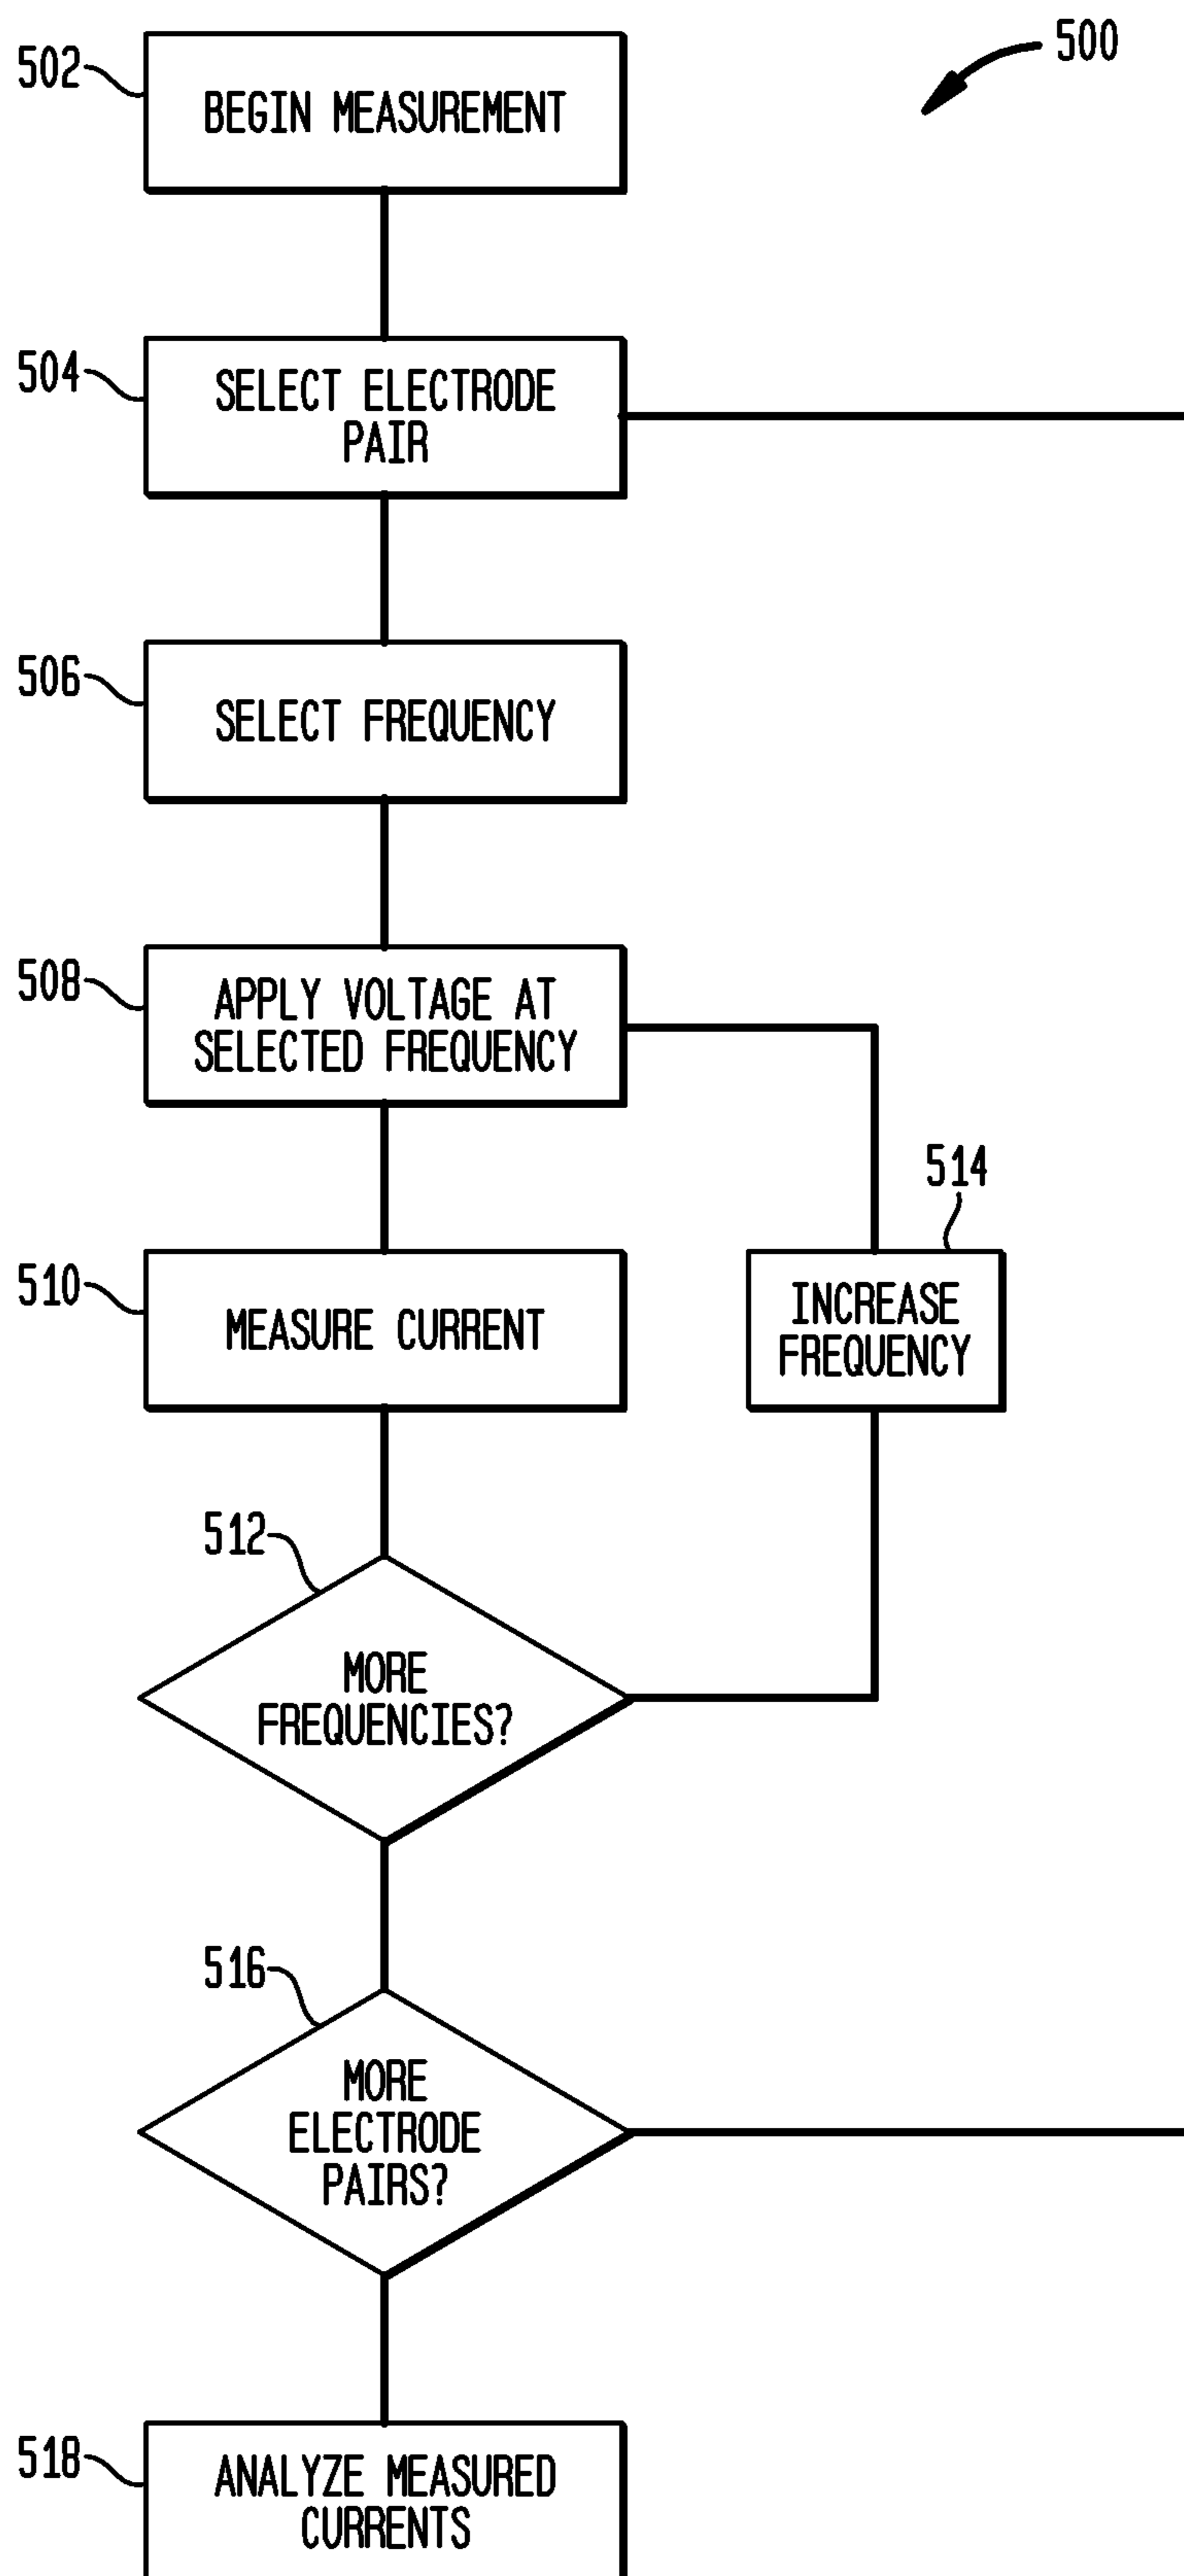 500
502
BEGIN MEASUREMENT
504
SELECT ELECTRODE
PAIR
506
SELECT FREQUENCY
508
APPLY VOLTAGE AT
SELECTED FREQUENCY
514
510
MEASURE CURRENT
INCREASE
FREQUENCY
512
MORE
FREQUENCIES?
516
MORE
ELECTRODE
PAIRS?
518
ANALYZE MEASURED
CURRENTS